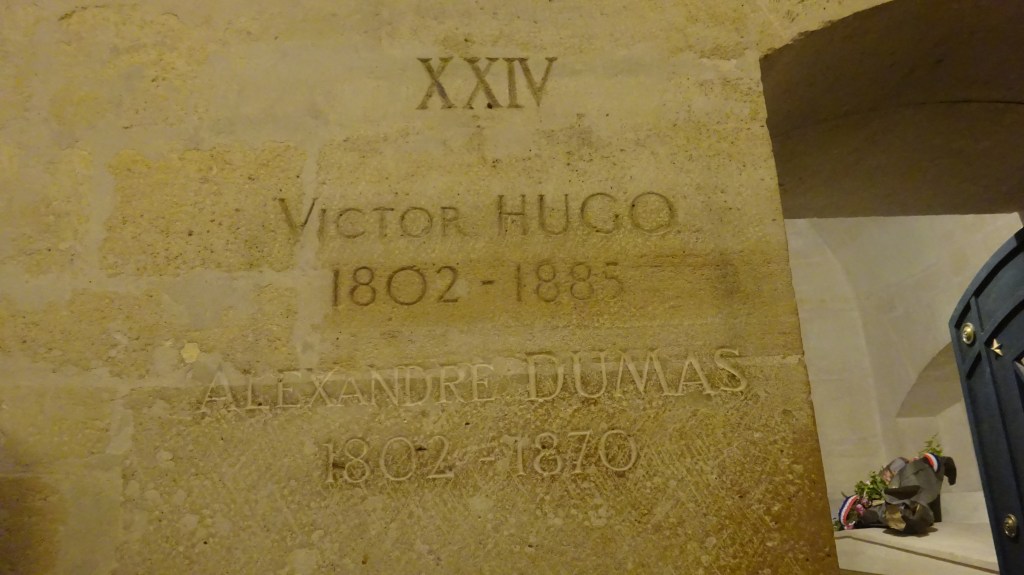 XXIV
VICTOR HUGO
1802 - 1885
ALEXANDRE DUMAS
1802 - 1870